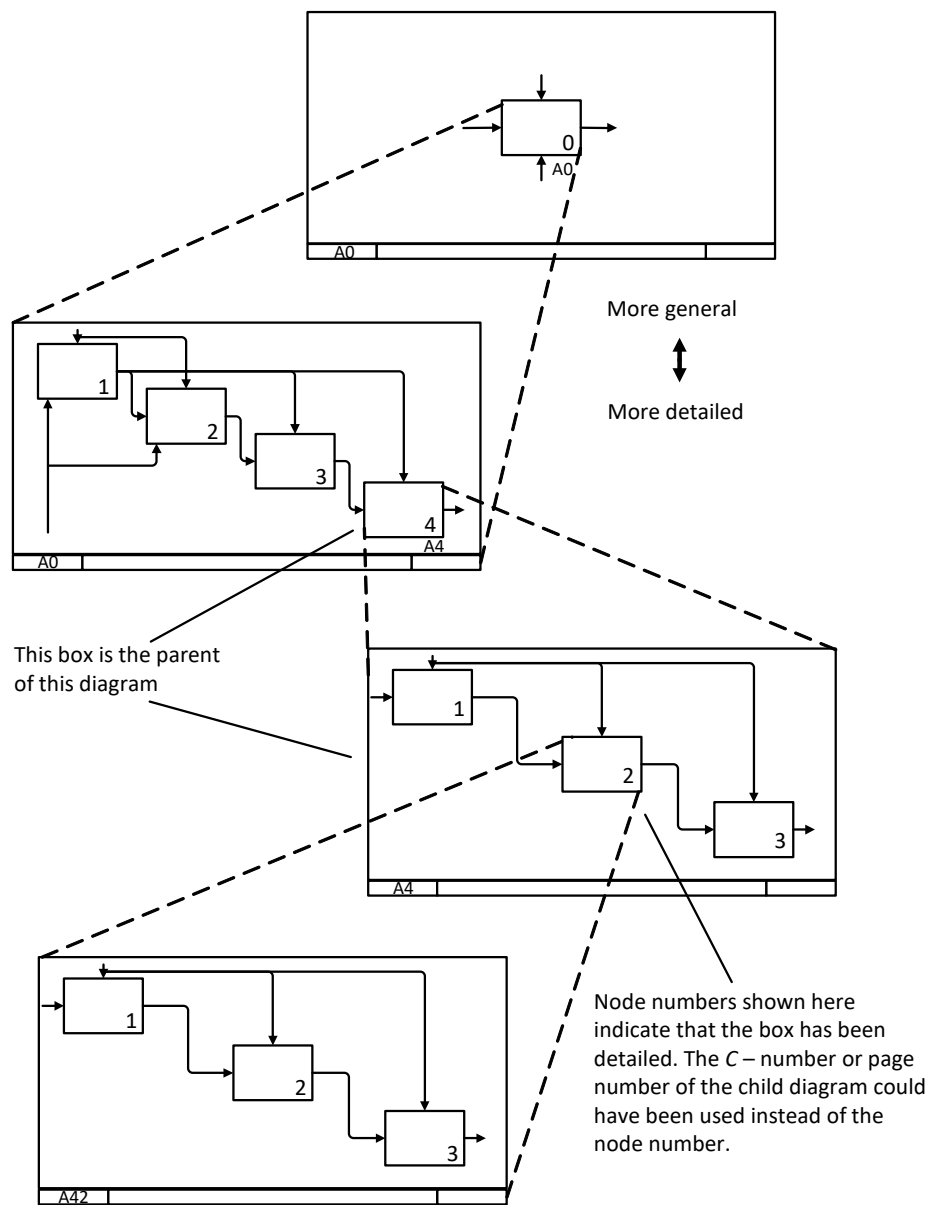 0
A0
A0
More general
More detailed
1
2
3
4
A4
A0
This box is the parent
of this diagram
1
2
3
A4
Node numbers shown here
indicate that the box has been
detailed. The C – number or page
number of the child diagram could
have been used instead of the
node number.
1
2
3
A42